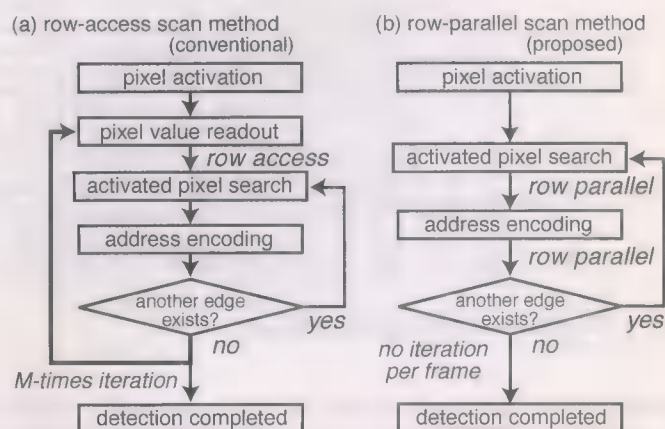 (a) row-access scan method
(conventional)
pixel activation
pixel value readout
row access
activated pixel search
address encoding
another edge
exists?
yes
no
M-times iteration
detection completed
(b) row-parallel scan method
(proposed)
pixel activation
activated pixel search
row parallel
address encoding
row parallel
another edge
exists?
yes
no iteration
per frame
no
detection completed